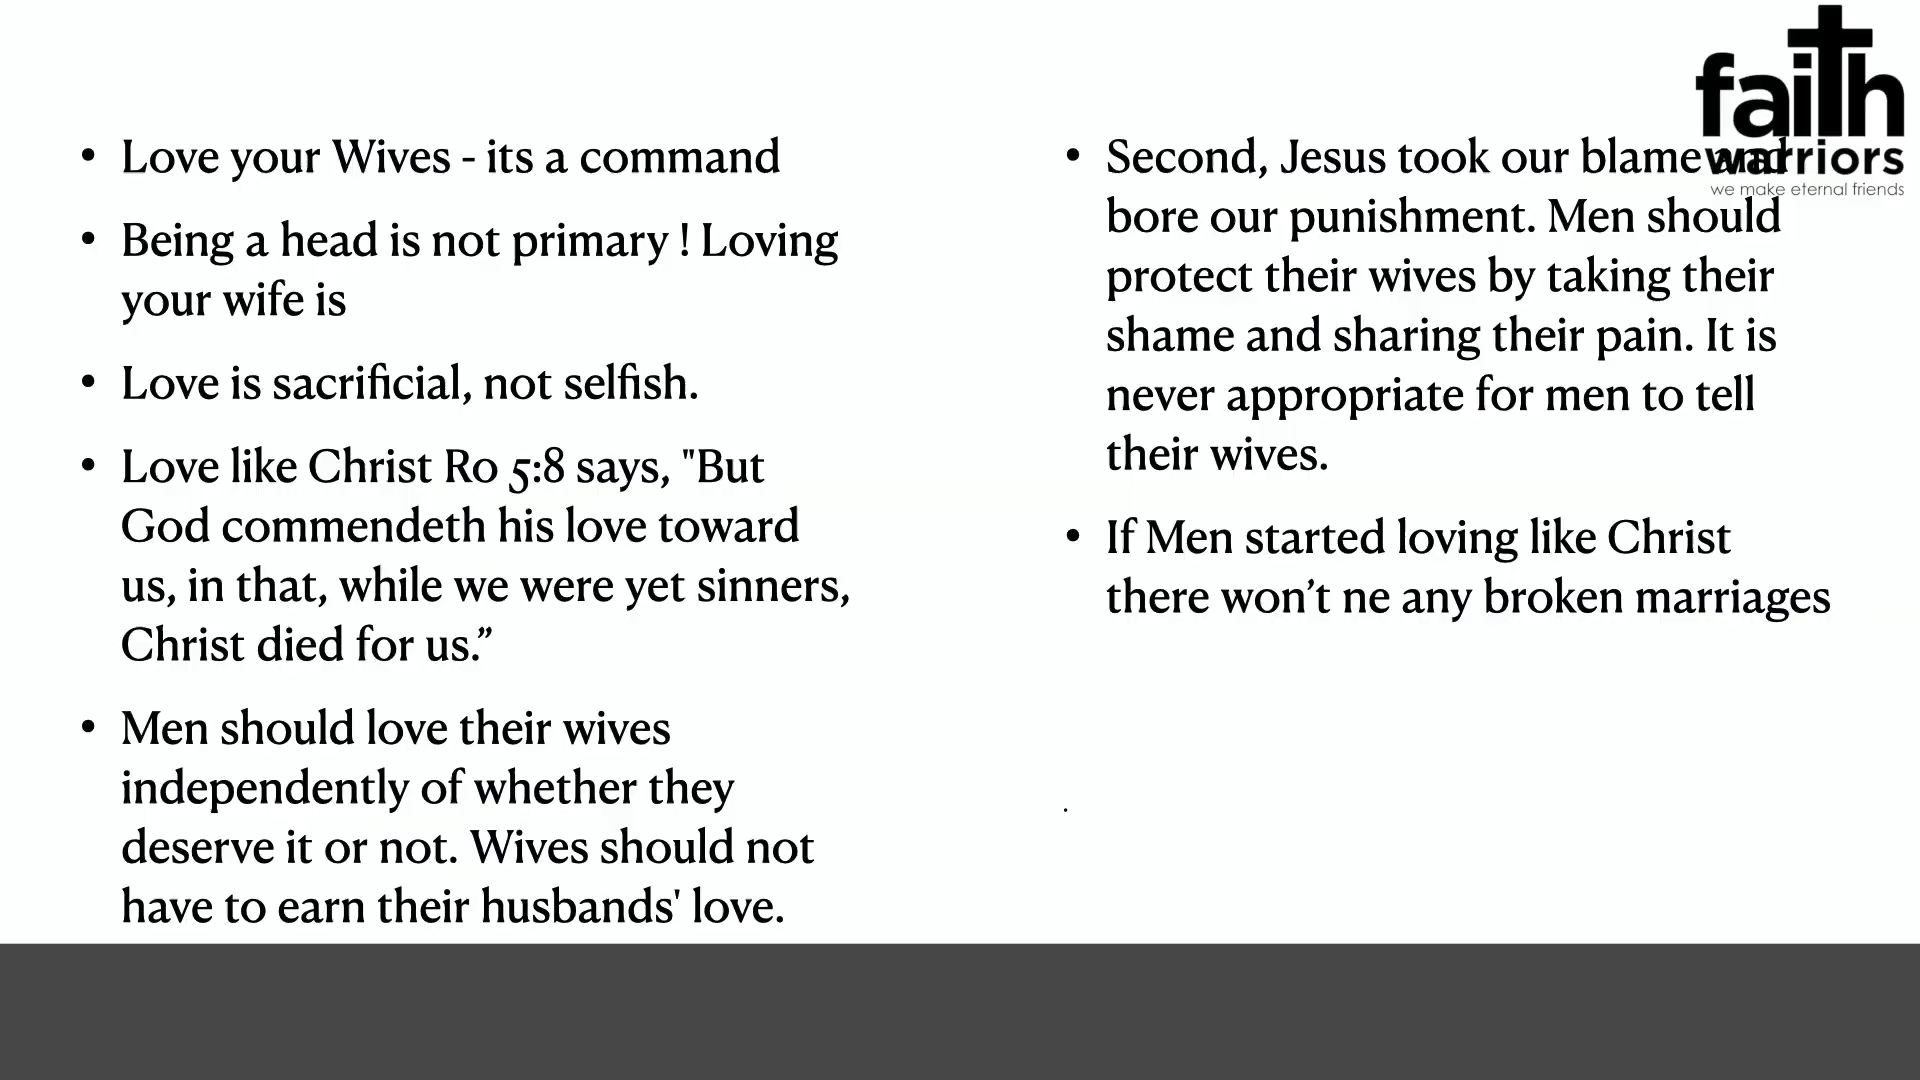 • Love your Wives - its a command
• Being a head is not primary ! Loving
your wife is
• Love is sacrificial, not selfish.
• Love like Christ Ro 5:8 says, "But
God commendeth his love toward
us, in that, while we were yet sinners,
Christ died for us.”
• Men should love their wives
independently of whether they
deserve it or not. Wives should not
have to earn their husbands' love.
• Second, Jesus took our blame and
bore our punishment. Men should
protect their wives by taking their
shame and sharing their pain. It is
never appropriate for men to tell
their wives.
• If Men started loving like Christ
there won’t ne any broken marriages
.
faith
warriors
we make eternal friends